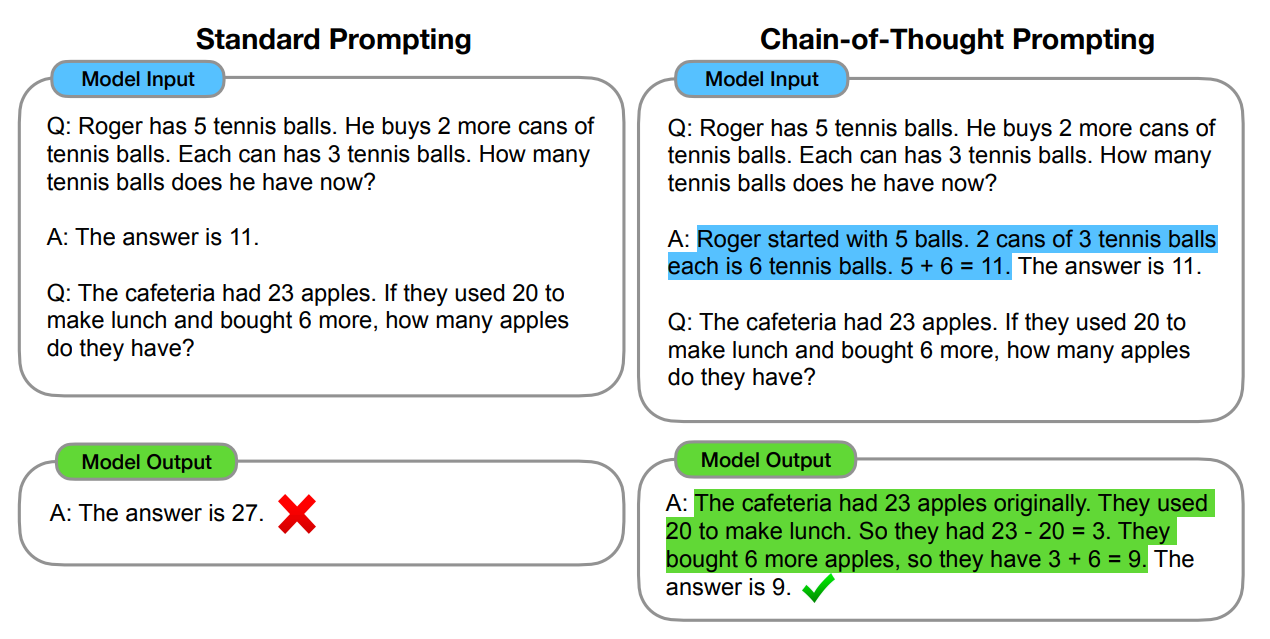 Standard Prompting
Model Input
Q: Roger has 5 tennis balls. He buys 2 more cans of
tennis balls. Each can has 3 tennis balls. How many
tennis balls does he have now?
A: The answer is 11.
Q: The cafeteria had 23 apples. If they used 20 to
make lunch and bought 6 more, how many apples
do they have?
Model Output
A: The answer is 27.
Chain-of-Thought Prompting
Model Input
Q: Roger has 5 tennis balls. He buys 2 more cans of
tennis balls. Each can has 3 tennis balls. How many
tennis balls does he have now?
A: Roger started with 5 balls. 2 cans of 3 tennis balls
each is 6 tennis balls. 5 + 6 = 11. The answer is 11.
Q: The cafeteria had 23 apples. If they used 20 to
make lunch and bought 6 more, how many apples
do they have?
Model Output
A: The cafeteria had 23 apples originally. They used
20 to make lunch. So they had 23 - 20 = 3. They
bought 6 more apples, so they have 3 + 6 = 9. The
answer is 9.